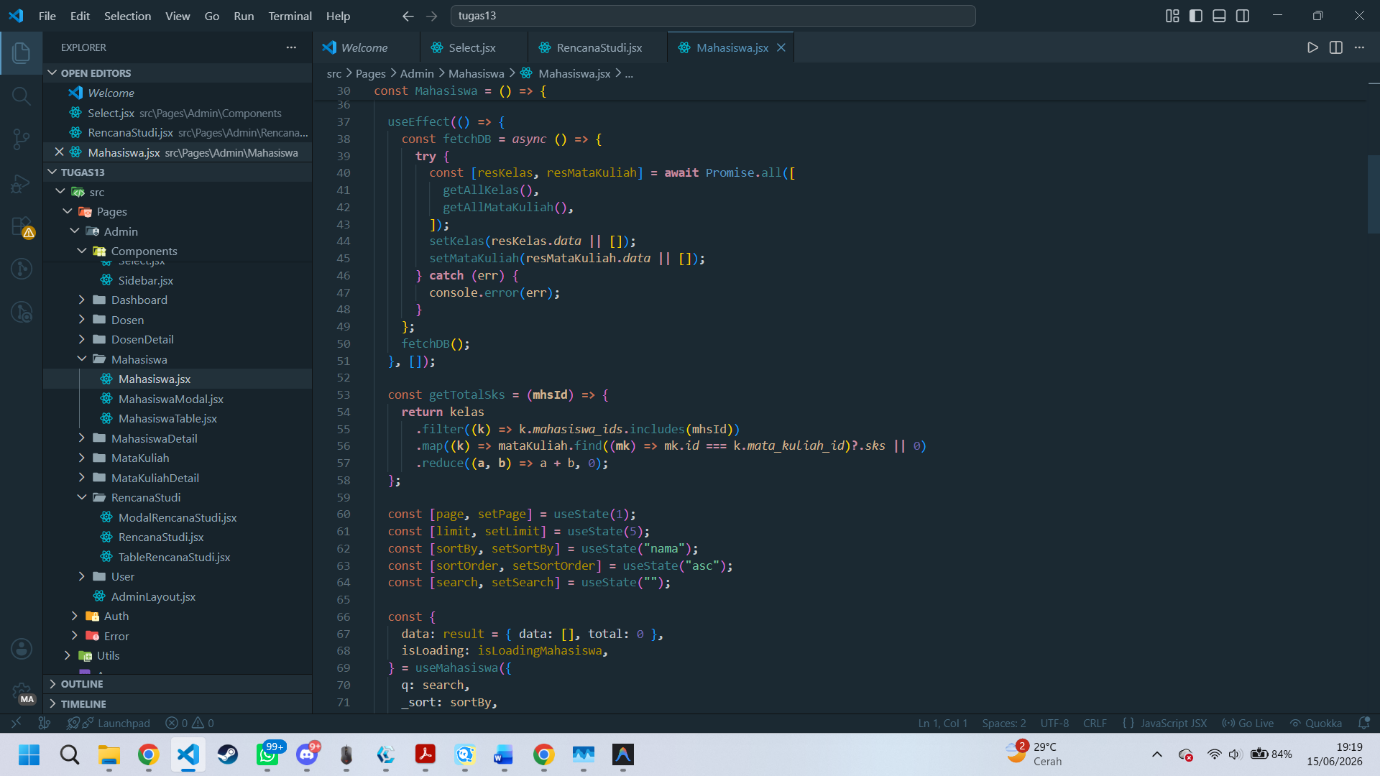 File Edit Selection View Go Run Terminal Help
tugas13
EXPLORER
OPEN EDITORS
Welcome
Select.jsx src\Pages\Admin\Components
RencanaStudi.jsx src\Pages\Admin\Rencana...
Mahasiswa.jsx src\Pages\Admin\Mahasiswa
TUGAS13
src
Pages
Admin
Components
Select.jsx
Sidebar.jsx
Dashboard
Dosen
DosenDetail
Mahasiswa
Mahasiswa.jsx
MahasiswaModal.jsx
MahasiswaTable.jsx
MahasiswaDetail
MataKuliah
MataKuliahDetail
RencanaStudi
ModalRencanaStudi.jsx
RencanaStudi.jsx
TableRencanaStudi.jsx
User
AdminLayout.jsx
Auth
Error
Utils
OUTLINE
TIMELINE
MA
Welcome Select.jsx RencanaStudi.jsx Mahasiswa.jsx
src > Pages > Admin > Mahasiswa > Mahasiswa.jsx > ...
30 const Mahasiswa = () => {
36
37 useEffect(() => {
38 const fetchDB = async () => {
39 try {
40 const [resKelas, resMataKuliah] = await Promise.all([
41 getAllKelas(),
42 getAllMataKuliah(),
43 ]);
44 setKelas(resKelas.data || []);
45 setMataKuliah(resMataKuliah.data || []);
46 } catch (err) {
47 console.error(err);
48 }
49 };
50 fetchDB();
51 }, []);
52
53 const getTotalSks = (mhsId) => {
54 return kelas
55 .filter((k) => k.mahasiswa_ids.includes(mhsId))
56 .map((k) => mataKuliah.find((mk) => mk.id === k.mata_kuliah_id)?.sks || 0)
57 .reduce((a, b) => a + b, 0);
58 };
59
60 const [page, setPage] = useState(1);
61 const [limit, setLimit] = useState(5);
62 const [sortBy, setSortBy] = useState("nama");
63 const [sortOrder, setSortOrder] = useState("asc");
64 const [search, setSearch] = useState("");
65
66 const {
67 data: result = { data: [], total: 0 },
68 isLoading: isLoadingMahasiswa,
69 } = useMahasiswa({
70 q: search,
71 _sort: sortBy,
Launchpad 0 0
Ln 1, Col 1 Spaces: 2 UTF-8 CRLF { } JavaScript JSX Go Live Quokka
99+ 9+
2 29°C
Cerah
84%
19:19
15/06/2026